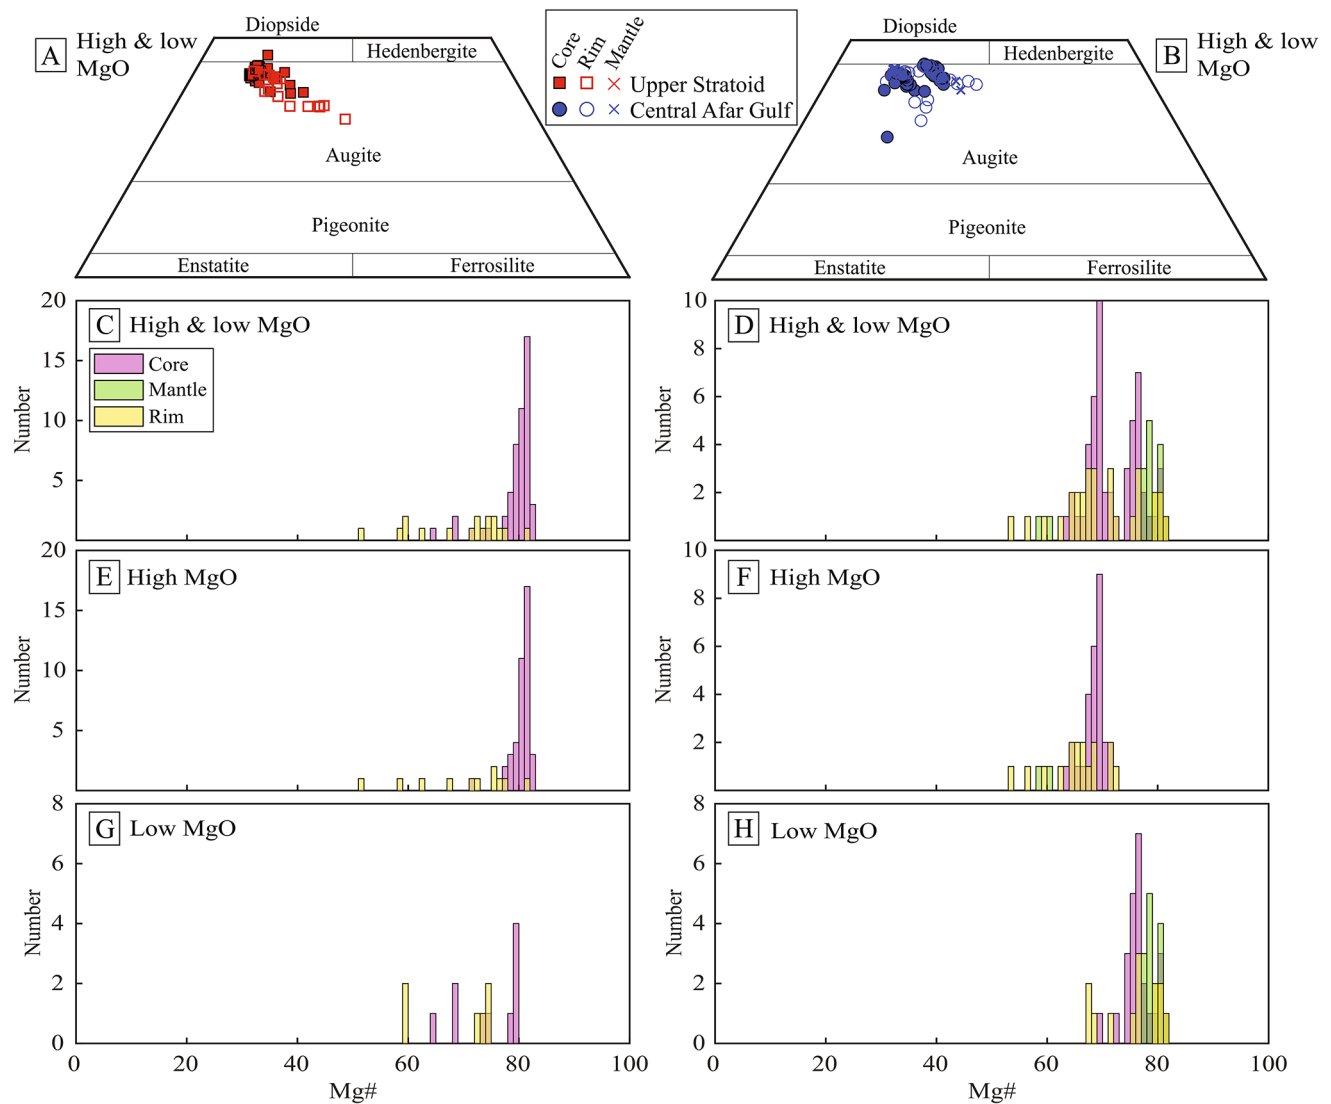 Diopside
A High & low
MgO
Hedenbergite
Augite
Pigeonite
Enstatite Ferrosilite
Core Rim Mantle
Upper Stratoid
Central Afar Gulf
Diopside
B High & low
MgO
Hedenbergite
Augite
Pigeonite
Enstatite Ferrosilite
C High & low MgO
Core
Mantle
Rim
Number
20
15
10
5
D High & low MgO
Number
10
8
6
4
2
E High MgO
Number
20
15
10
5
F High MgO
Number
10
8
6
4
2
G Low MgO
Number
8
6
4
2
0
0 20 40 60 80 100
Mg#
H Low MgO
Number
8
6
4
2
0
0 20 40 60 80 100
Mg#